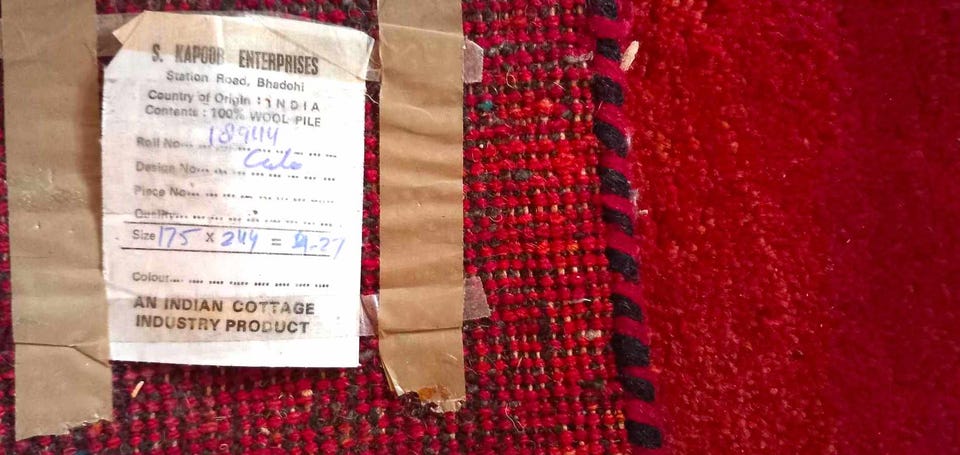 S. KAPOOR ENTERPRISES
Station Road, Bhadohi
Country of Origin : INDIA
Contents : 100% WOOL PILE
Roll No... 18944
Design No...
Piece No...
Quality...
Size 175 x 244 =
Colour...
AN INDIAN COTTAGE
INDUSTRY PRODUCT